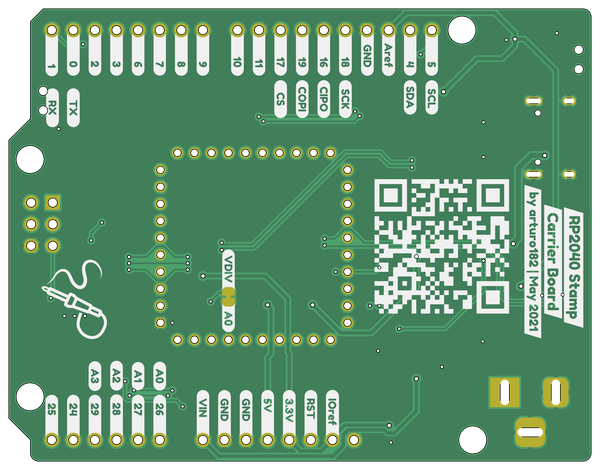 1 0 2 3 6 7 8 9 10 11 17 19 16 18 GND Aref 4 5
RX TX CS COPI CIPO SCK SDA SCL
RP2040 Stamp
Carrier Board
by arturo182 | May 2021
VDIV A0
A3 A2 A1 A0
25 24 29 28 27 26 VIN GND GND 5V 3.3V RST IOref